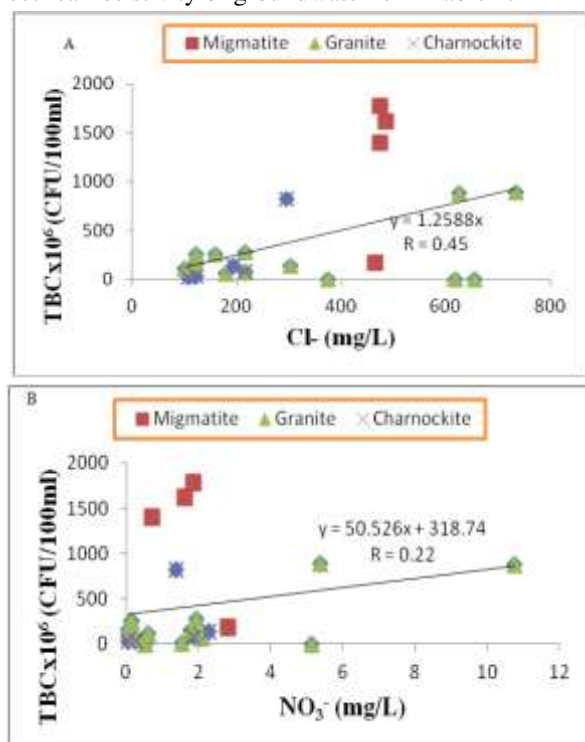 A
Migmatite Granite Charnockite
TBCx10⁶ (CFU/100ml)
2000
1500
1000
500
0
y = 1.2588x
R = 0.45
0 200 400 600 800
Cl- (mg/L)
B
Migmatite Granite Charnockite
TBCx10⁶ (CFU/100ml)
2000
1500
1000
500
0
y = 50.526x + 318.74
R = 0.22
0 2 4 6 8 10 12
NO₃⁻ (mg/L)